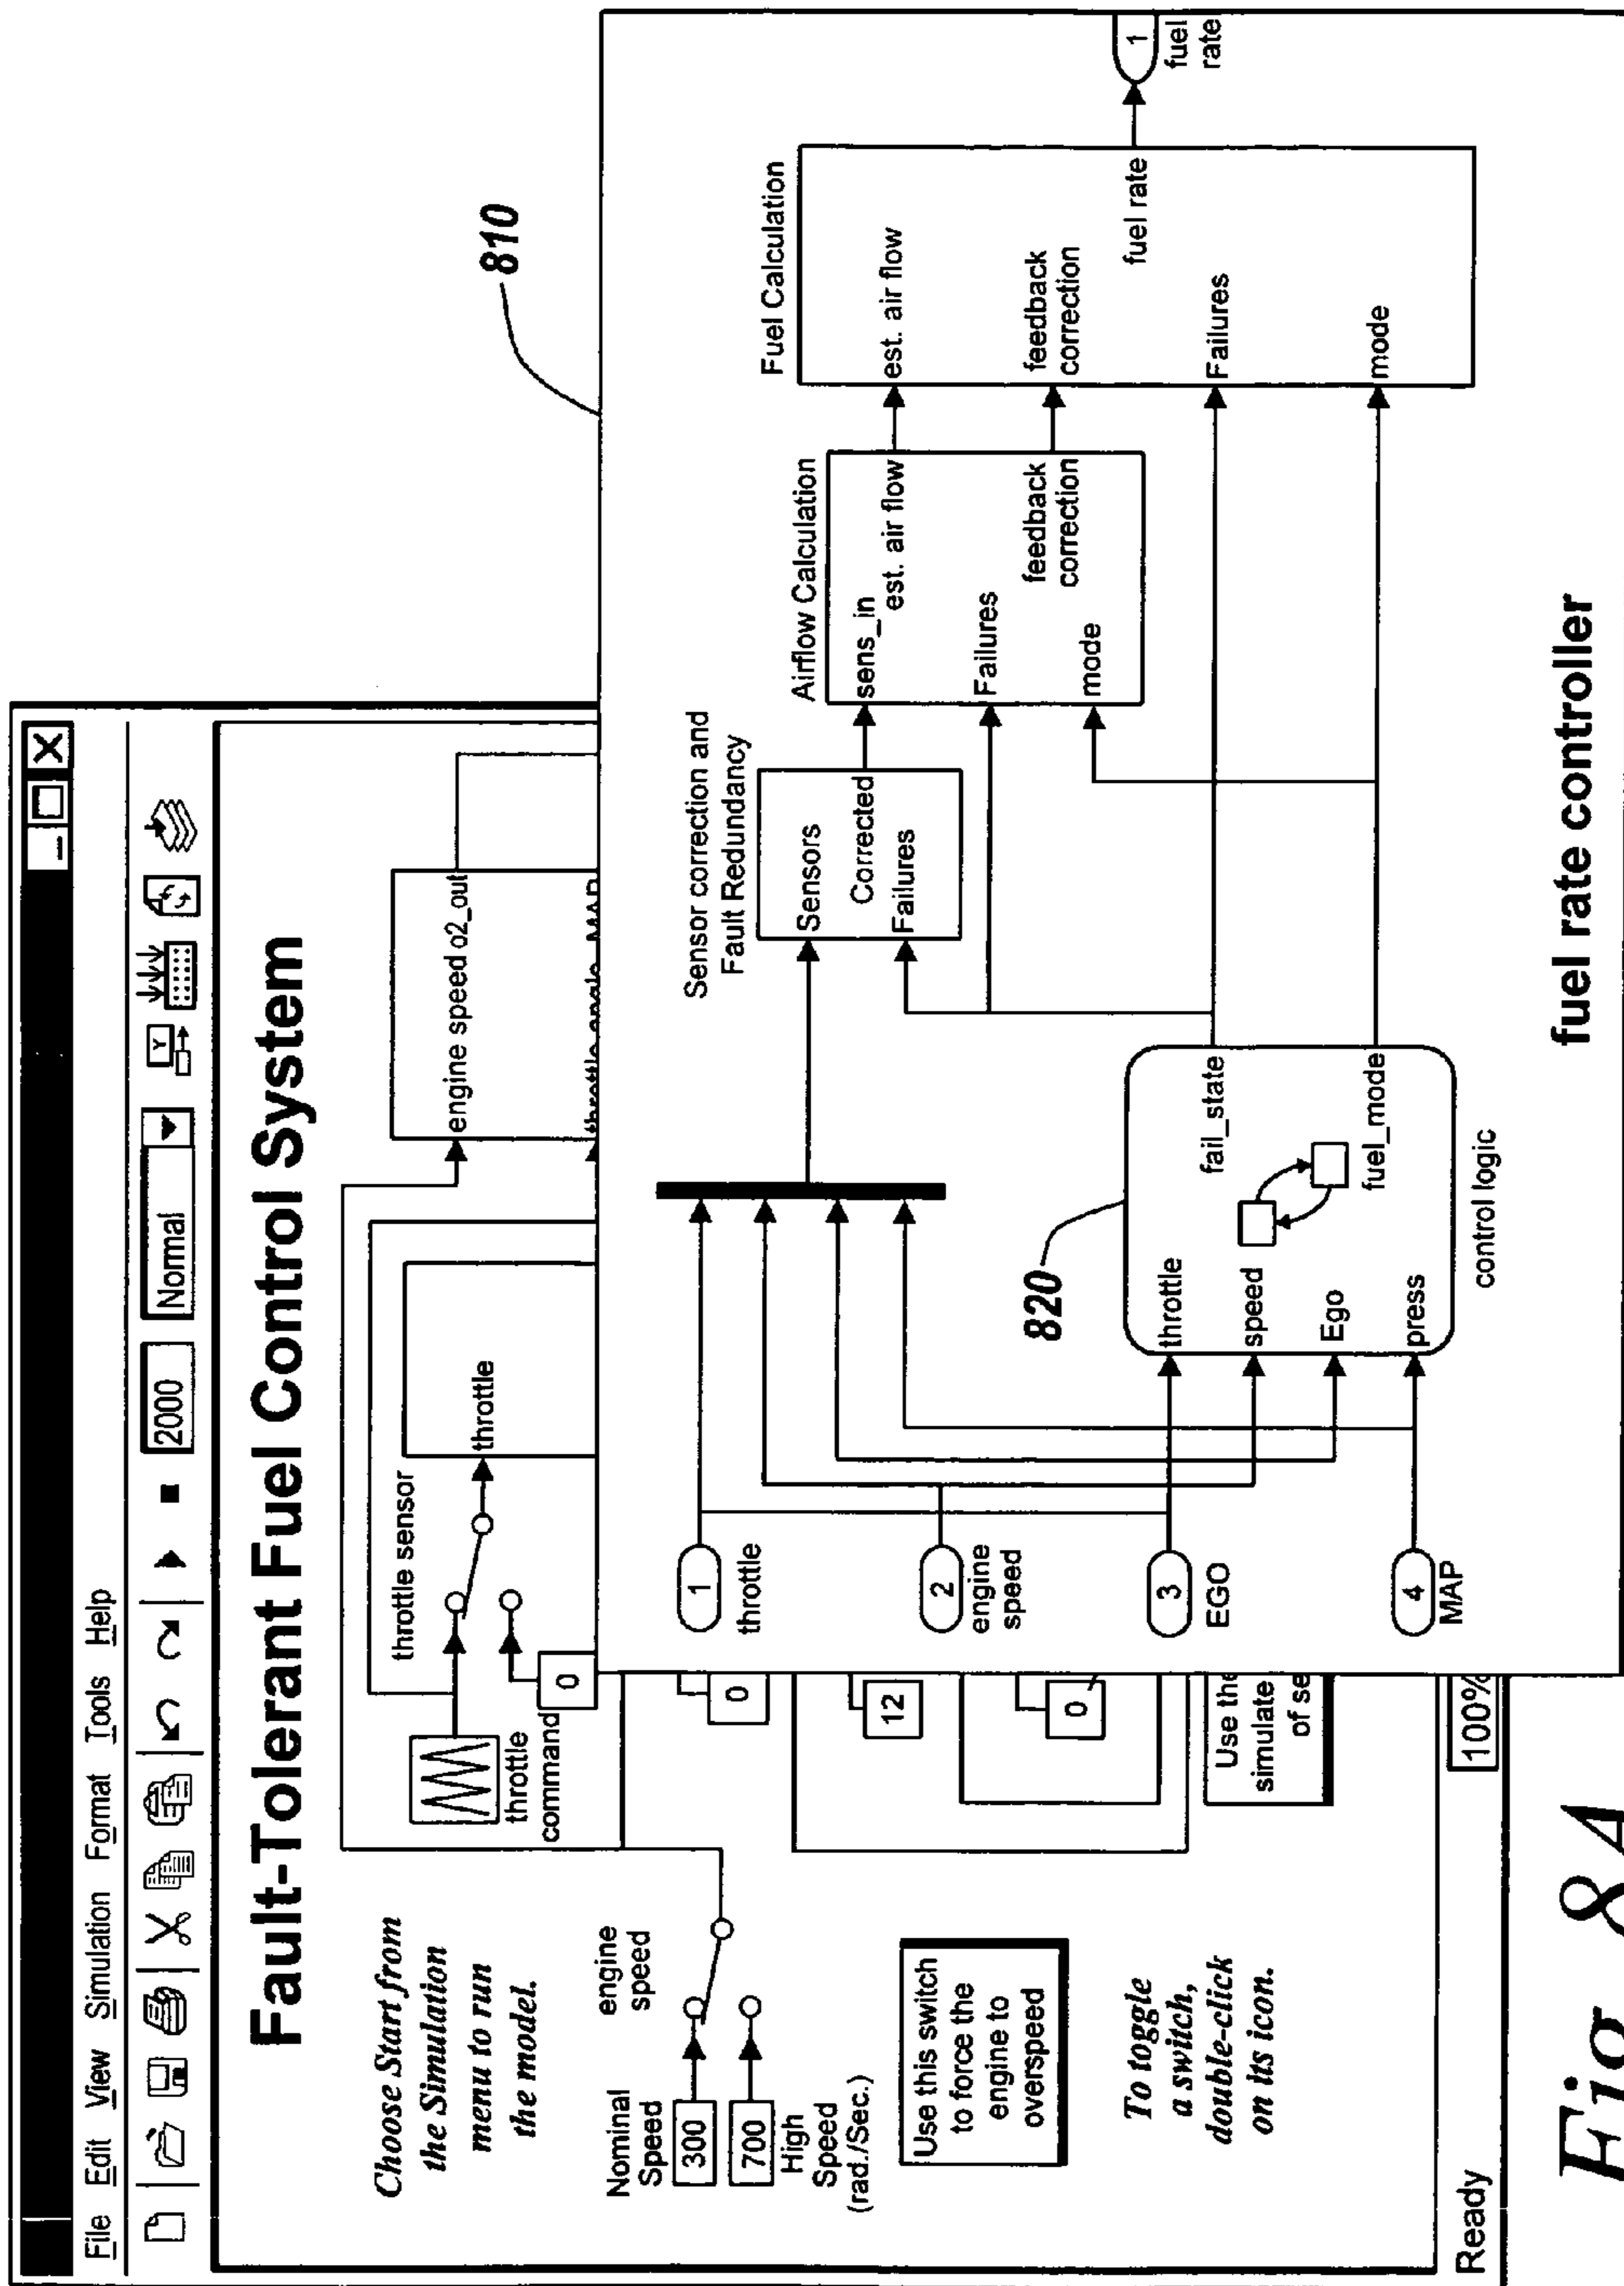 File Edit View Simulation Format Tools Help
2000
Normal
Fault-Tolerant Fuel Control System
Choose Start from
the Simulation
menu to run
the model.
Nominal
Speed
300
700
High
Speed
(rad./Sec.)
engine
speed
Use this switch
to force the
engine to
overspeed
To toggle
a switch,
double-click
on its icon.
throttle
command
throttle sensor
0
throttle
engine speed
o2_out
0
12
0
Use the
simulate
of se
Ready
100%
810
1
throttle
2
engine
speed
3
EGO
4
MAP
820
throttle
speed
Ego
press
fail_state
fuel_mode
control logic
Sensor correction and
Fault Redundancy
Sensors
Corrected
Failures
Airflow Calculation
sens_in
est. air flow
Failures
feedback
correction
mode
Fuel Calculation
est. air flow
feedback
correction
fuel rate
Failures
mode
1
fuel
rate
fuel rate controller
Fig. 8A